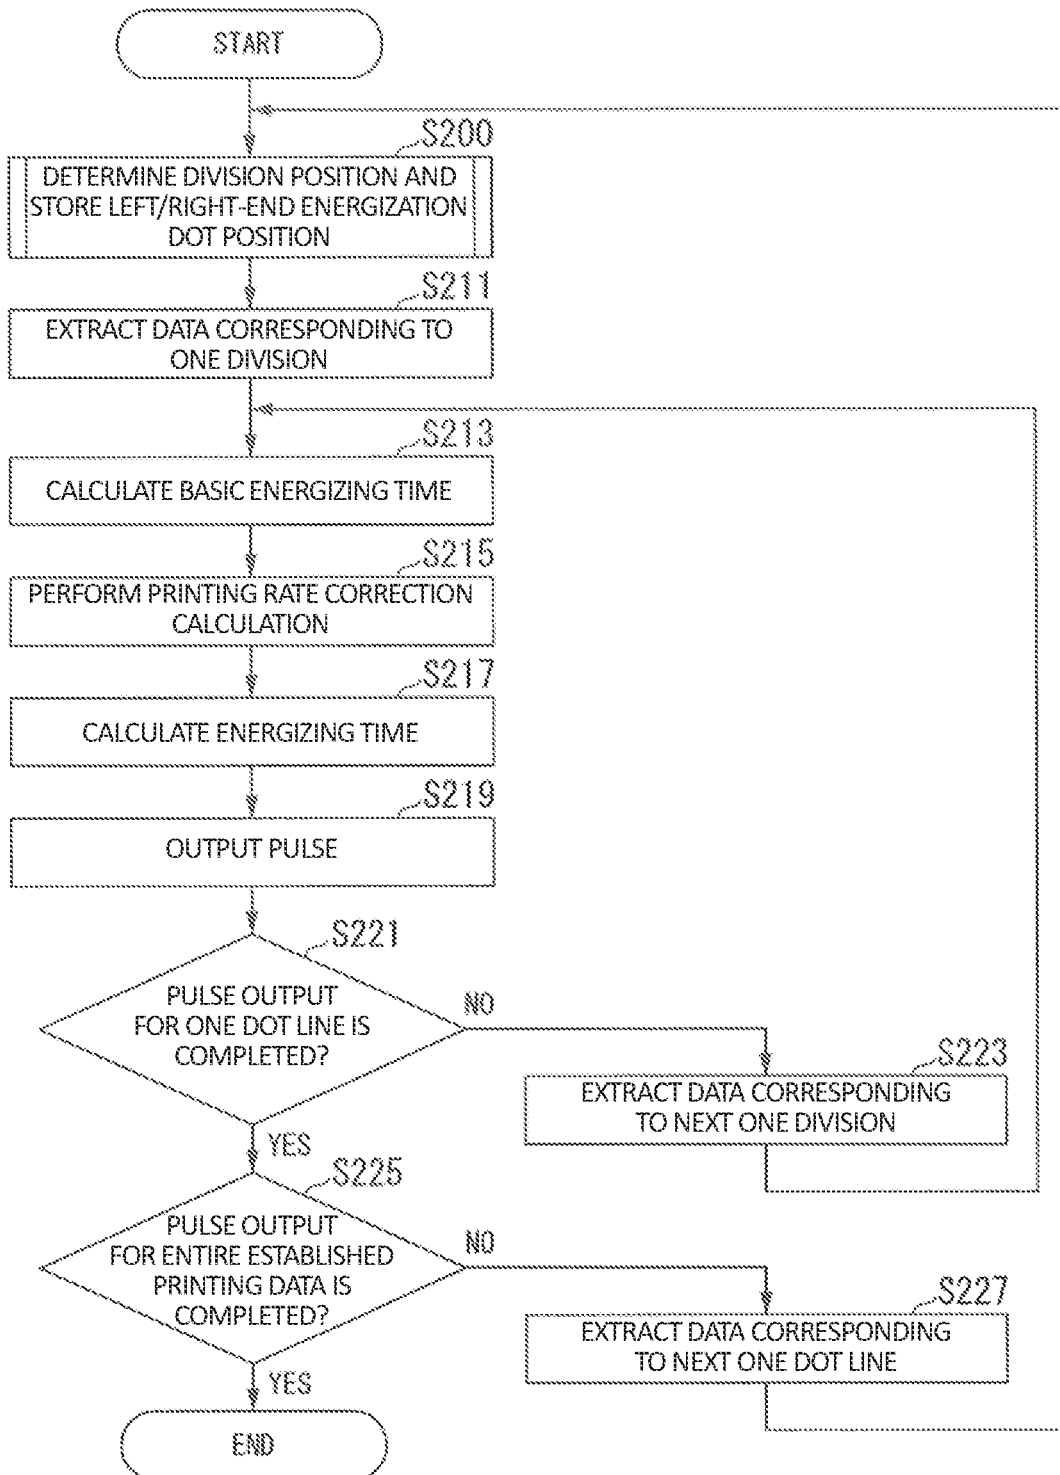 START
S200
DETERMINE DIVISION POSITION AND
STORE LEFT/RIGHT-END ENERGIZATION
DOT POSITION
S211
EXTRACT DATA CORRESPONDING TO
ONE DIVISION
S213
CALCULATE BASIC ENERGIZING TIME
S215
PERFORM PRINTING RATE CORRECTION
CALCULATION
S217
CALCULATE ENERGIZING TIME
S219
OUTPUT PULSE
S221
PULSE OUTPUT
FOR ONE DOT LINE IS
COMPLETED?
NO
S223
EXTRACT DATA CORRESPONDING
TO NEXT ONE DIVISION
YES
S225
PULSE OUTPUT
FOR ENTIRE ESTABLISHED
PRINTING DATA IS
COMPLETED?
NO
S227
EXTRACT DATA CORRESPONDING
TO NEXT ONE DOT LINE
YES
END